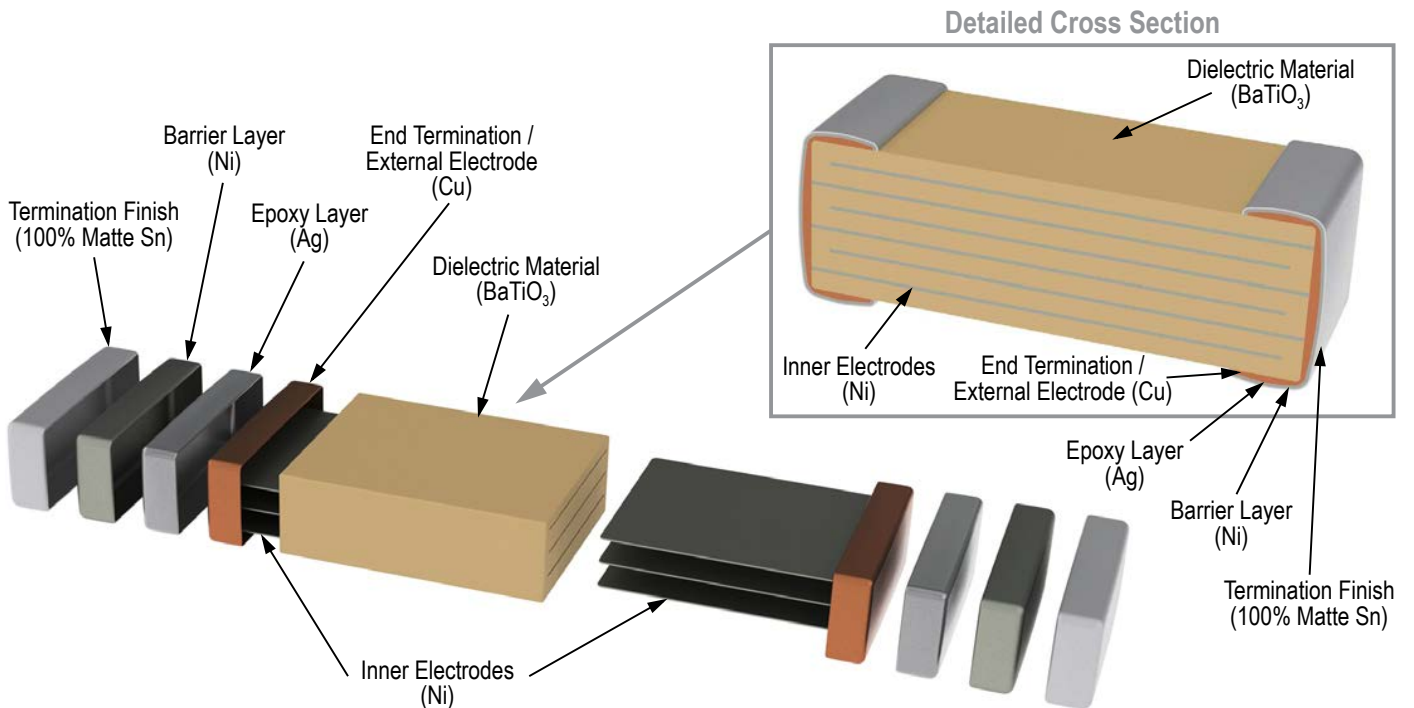 Detailed Cross Section
Dielectric Material
(BaTiO₃)
Inner Electrodes
(Ni)
End Termination /
External Electrode (Cu)
Epoxy Layer
(Ag)
Barrier Layer
(Ni)
Termination Finish
(100% Matte Sn)
Termination Finish
(100% Matte Sn)
Barrier Layer
(Ni)
Epoxy Layer
(Ag)
End Termination /
External Electrode
(Cu)
Dielectric Material
(BaTiO₃)
Inner Electrodes
(Ni)